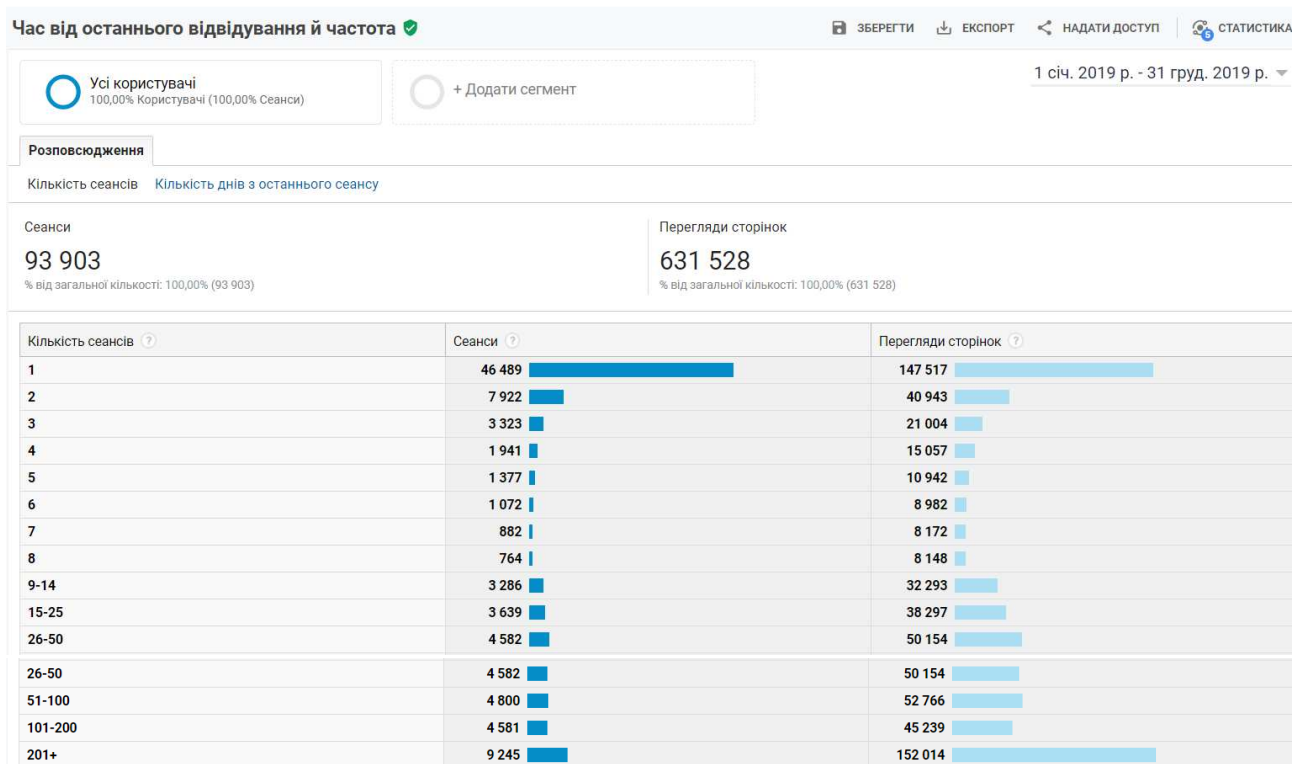 Час від останнього відвідування й частота
ЗБЕРЕГТИ ЕКСПОРТ НАДАТИ ДОСТУП 5 СТАТИСТИКА
Усі користувачі
100,00% Користувачі (100,00% Сеанси)
+ Додати сегмент
1 січ. 2019 р. - 31 груд. 2019 р.
Розповсюдження
Кількість сеансів Кількість днів з останнього сеансу
Сеанси Перегляди сторінок
93 903 631 528
% від загальної кількості: 100,00% (93 903) % від загальної кількості: 100,00% (631 528)
Кількість сеансів ? Сеанси ? Перегляди сторінок ?
1 46 489 147 517
2 7 922 40 943
3 3 323 21 004
4 1 941 15 057
5 1 377 10 942
6 1 072 8 982
7 882 8 172
8 764 8 148
9-14 3 286 32 293
15-25 3 639 38 297
26-50 4 582 50 154
26-50 4 582 50 154
51-100 4 800 52 766
101-200 4 581 45 239
201+ 9 245 152 014